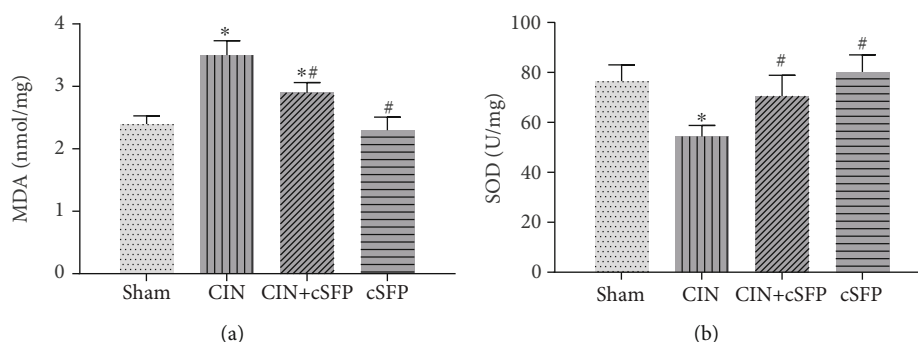 MDA (nmol/mg)
4
3
2
1
0
*
*#
#
Sham
CIN
CIN+cSFP
cSFP
(a)
SOD (U/mg)
100
80
60
40
20
0
*
#
#
Sham
CIN
CIN+cSFP
cSFP
(b)